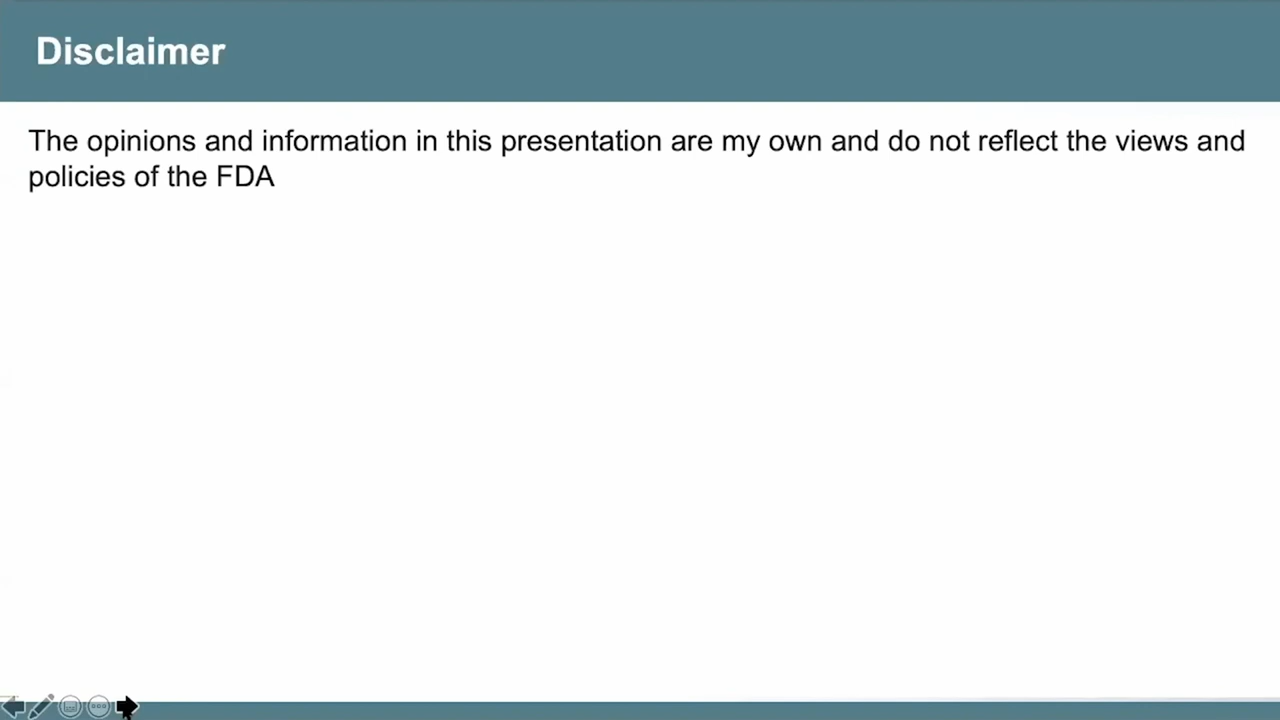 Disclaimer
The opinions and information in this presentation are my own and do not reflect the views and
policies of the FDA